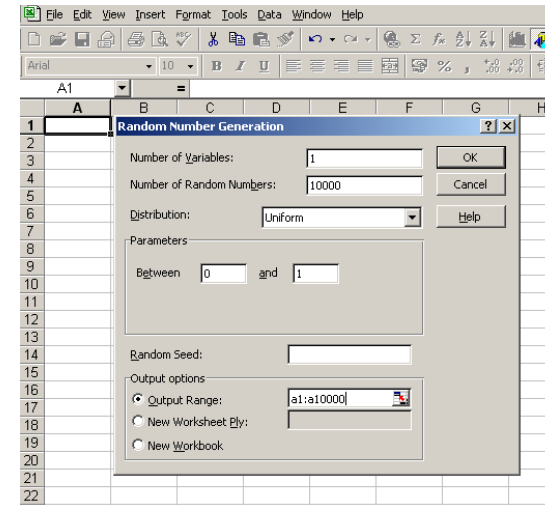 File Edit View Insert Format Tools Data Window Help
Arial 10 B I U % ,
A1 =
A B C D E F G H
Random Number Generation
Number of Variables: 1 OK
Number of Random Numbers: 10000 Cancel
Distribution: Uniform Help
Parameters
Between 0 and 1
Random Seed:
Output options
Output Range: a1:a10000
New Worksheet Ply:
New Workbook
1
2
3
4
5
6
7
8
9
10
11
12
13
14
15
16
17
18
19
20
21
22